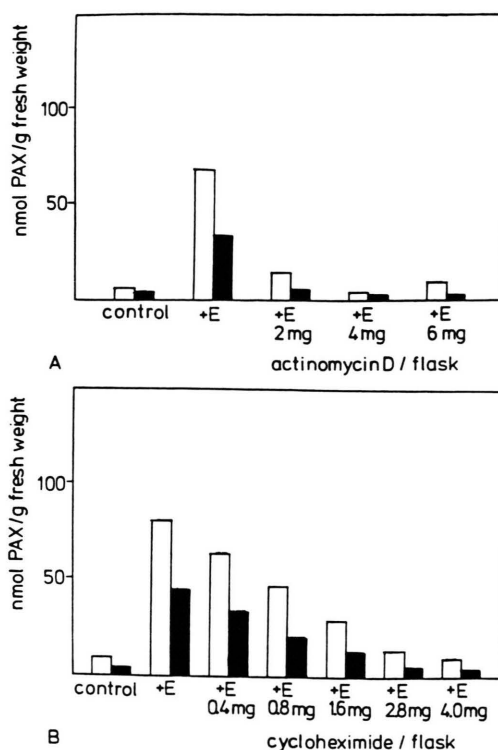 nmol PAX/g fresh weight
100
50
control +E +E +E +E
2mg 4mg 6mg
A actinomycinD / flask
nmol PAX/g fresh weight
100
50
control +E +E +E +E +E +E
0.4mg 0.8mg 1.6mg 2.8mg 4.0mg
B cycloheximide / flask